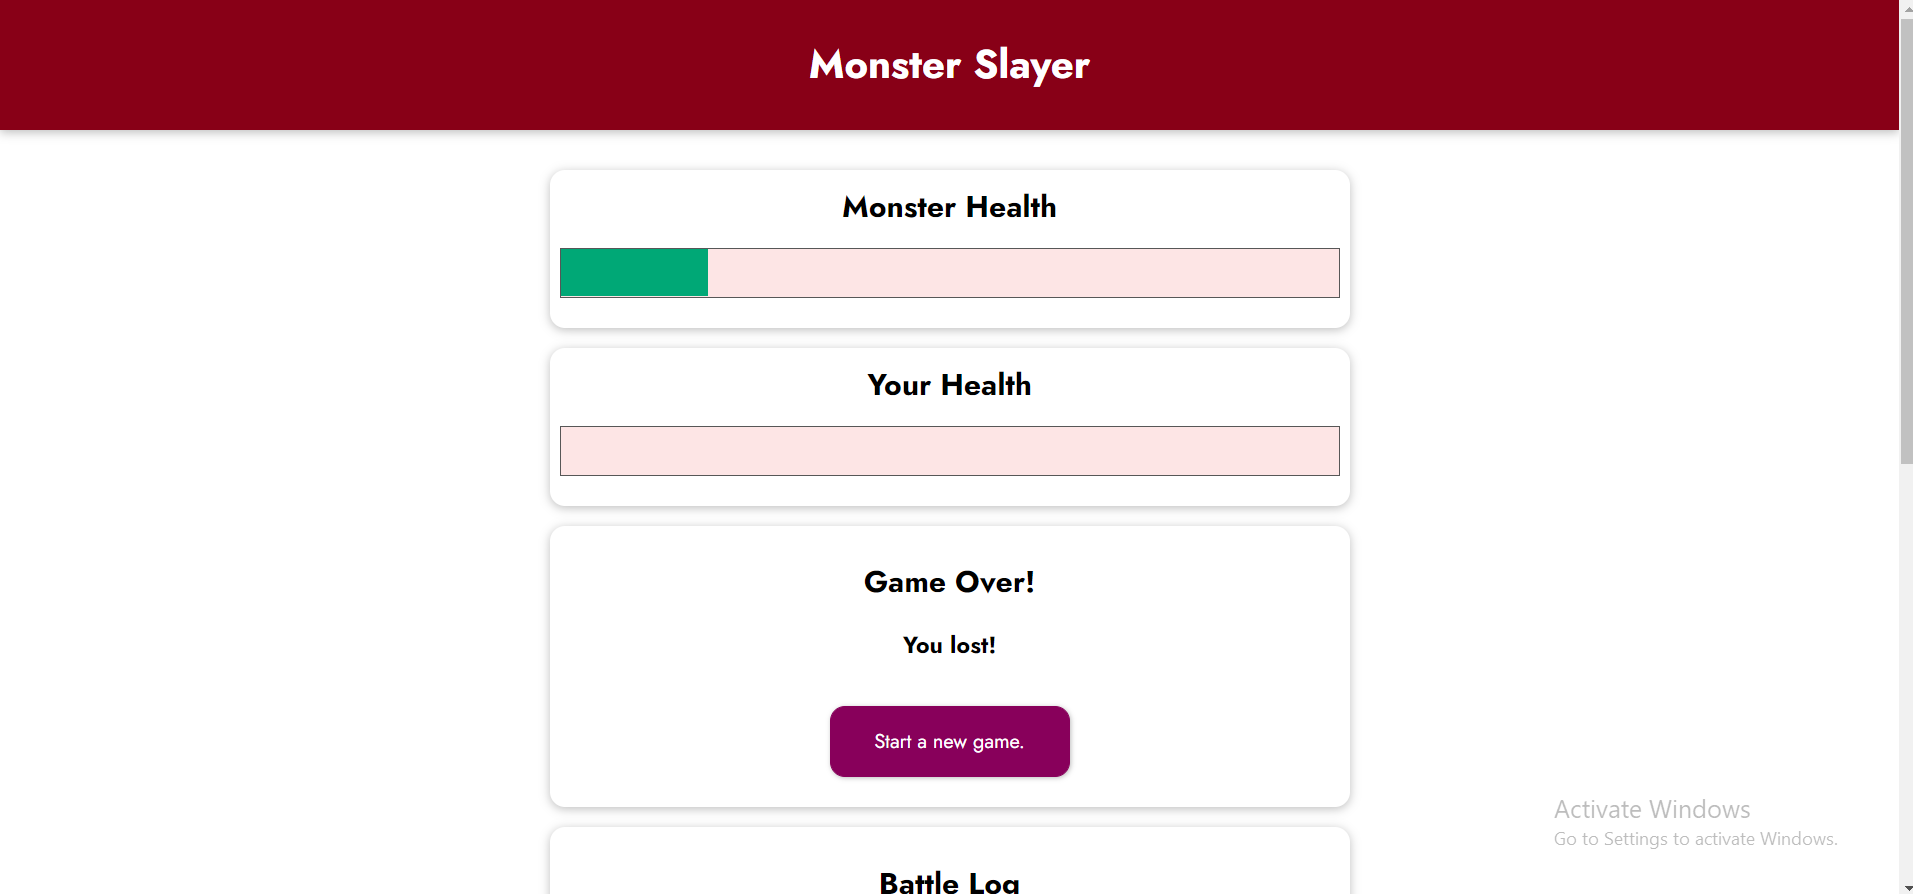 Monster Slayer
Monster Health
Your Health
Game Over!
You lost!
Start a new game.
Activate Windows
Go to Settings to activate Windows.
Battle Log